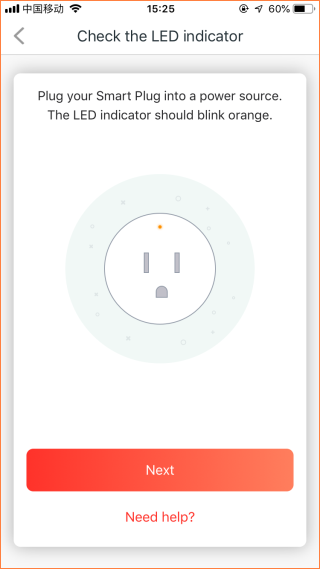 中国移动 15:25 60%
Check the LED indicator
Plug your Smart Plug into a power source.
The LED indicator should blink orange.
Next
Need help?